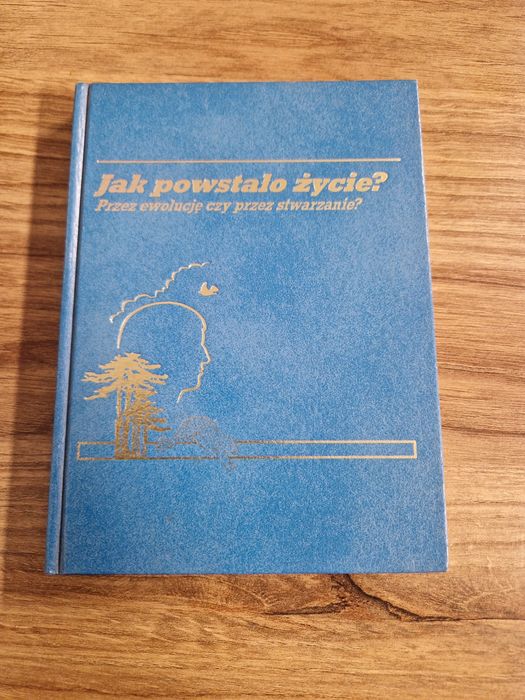 Jak powstało życie?
Przez ewolucję czy przez stwarzanie?